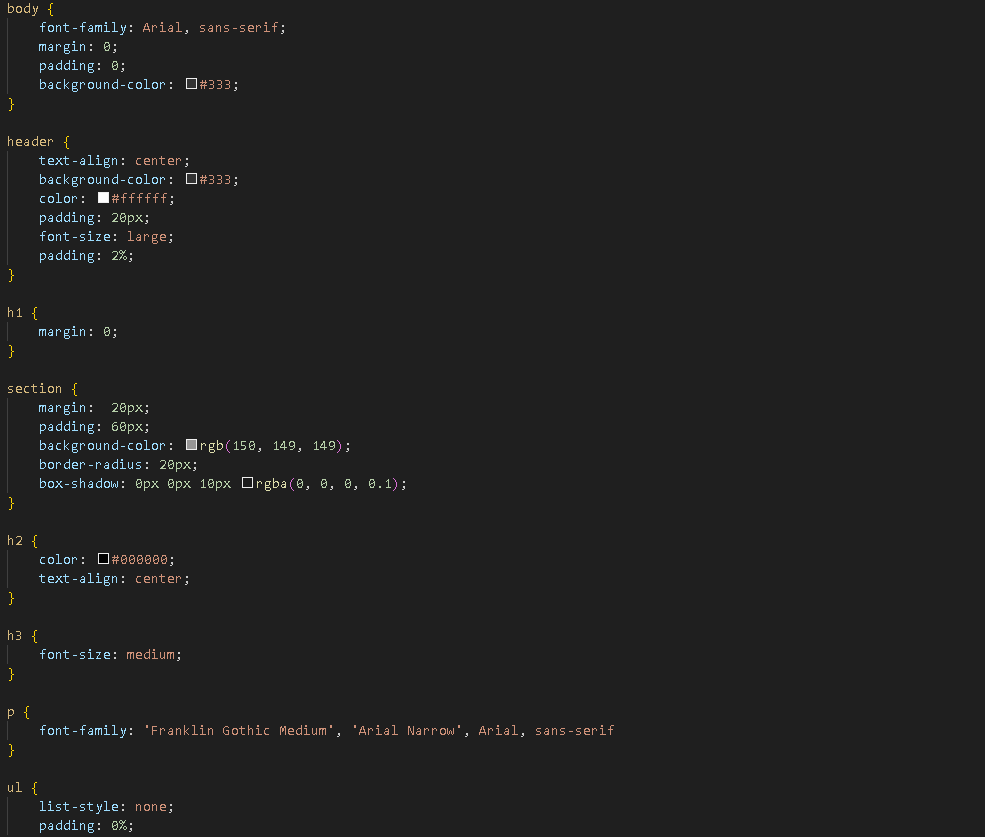 body {
    font-family: Arial, sans-serif;
    margin: 0;
    padding: 0;
    background-color: #333;
}

header {
    text-align: center;
    background-color: #333;
    color: #ffffff;
    padding: 20px;
    font-size: large;
    padding: 2%;
}

h1 {
    margin: 0;
}

section {
    margin:  20px;
    padding: 60px;
    background-color: rgb(150, 149, 149);
    border-radius: 20px;
    box-shadow: 0px 0px 10px rgba(0, 0, 0, 0.1);
}

h2 {
    color: #000000;
    text-align: center;
}

h3 {
    font-size: medium;
}

p {
    font-family: 'Franklin Gothic Medium', 'Arial Narrow', Arial, sans-serif
}

ul {
    list-style: none;
    padding: 0%;